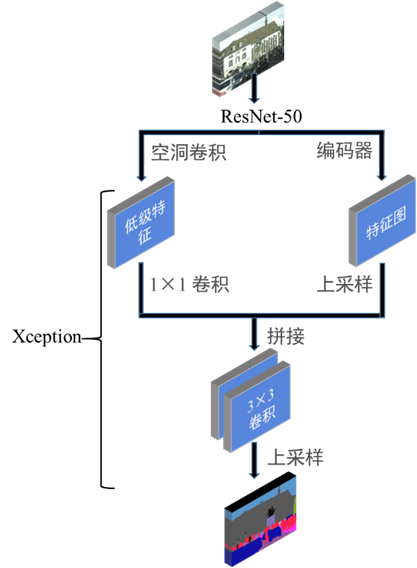 ResNet-50
空洞卷积
编码器
低级特
征
特征图
1×1 卷积
上采样
Xception
拼接
3×3
卷积
上采样